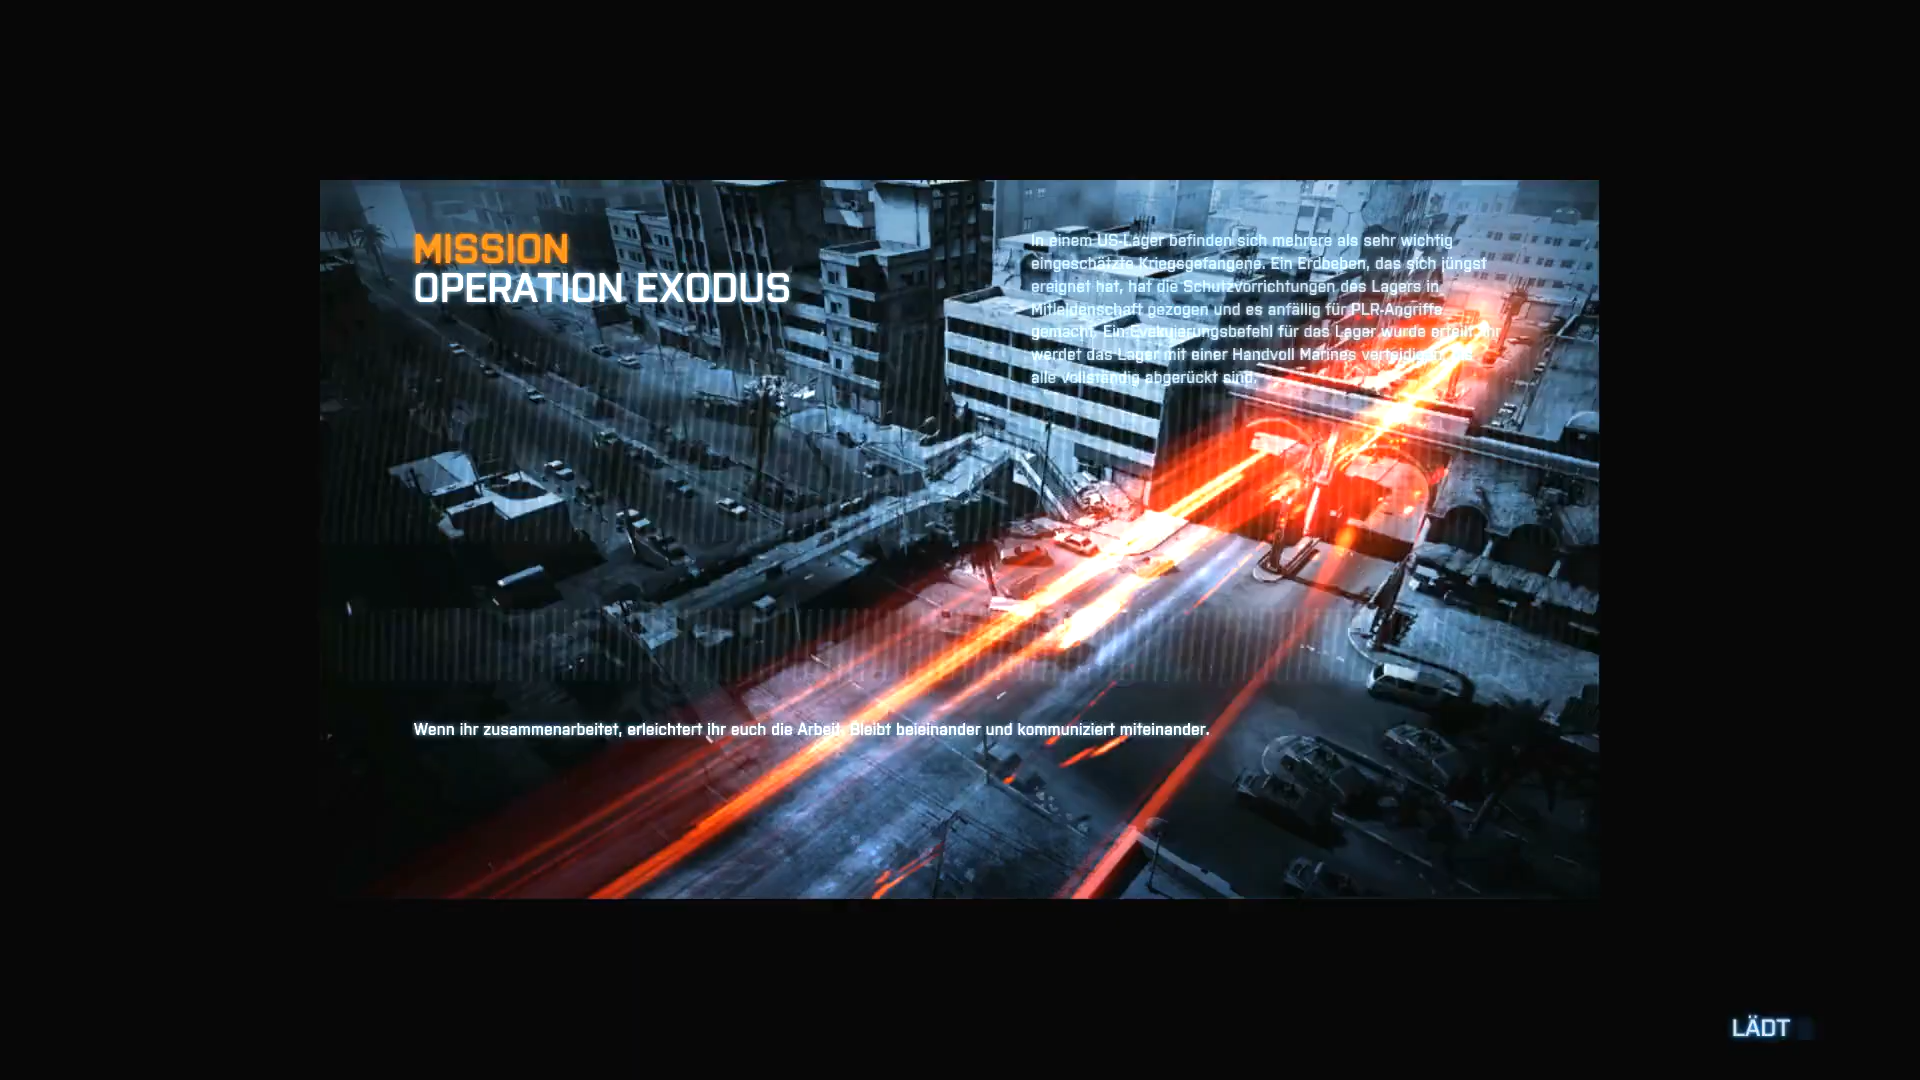 MISSION
OPERATION EXODUS
In einem US-Lager befinden sich mehrere als sehr wichtig
eingeschätzte Kriegsgefangene. Ein Erdbeben, das sich jüngst
ereignet hat, hat die Schutzvorrichtungen des Lagers in
Mitleidenschaft gezogen und es anfällig für PLR-Angriffe
gemacht. Ein Evakuierungsbefehl für das Lager wurde erteilt. Ihr
werdet das Lager mit einer Handvoll Marines verteidigen, bis
alle vollständig abgerückt sind.
Wenn ihr zusammenarbeitet, erleichtert ihr euch die Arbeit. Bleibt beieinander und kommuniziert miteinander.
LÄDT